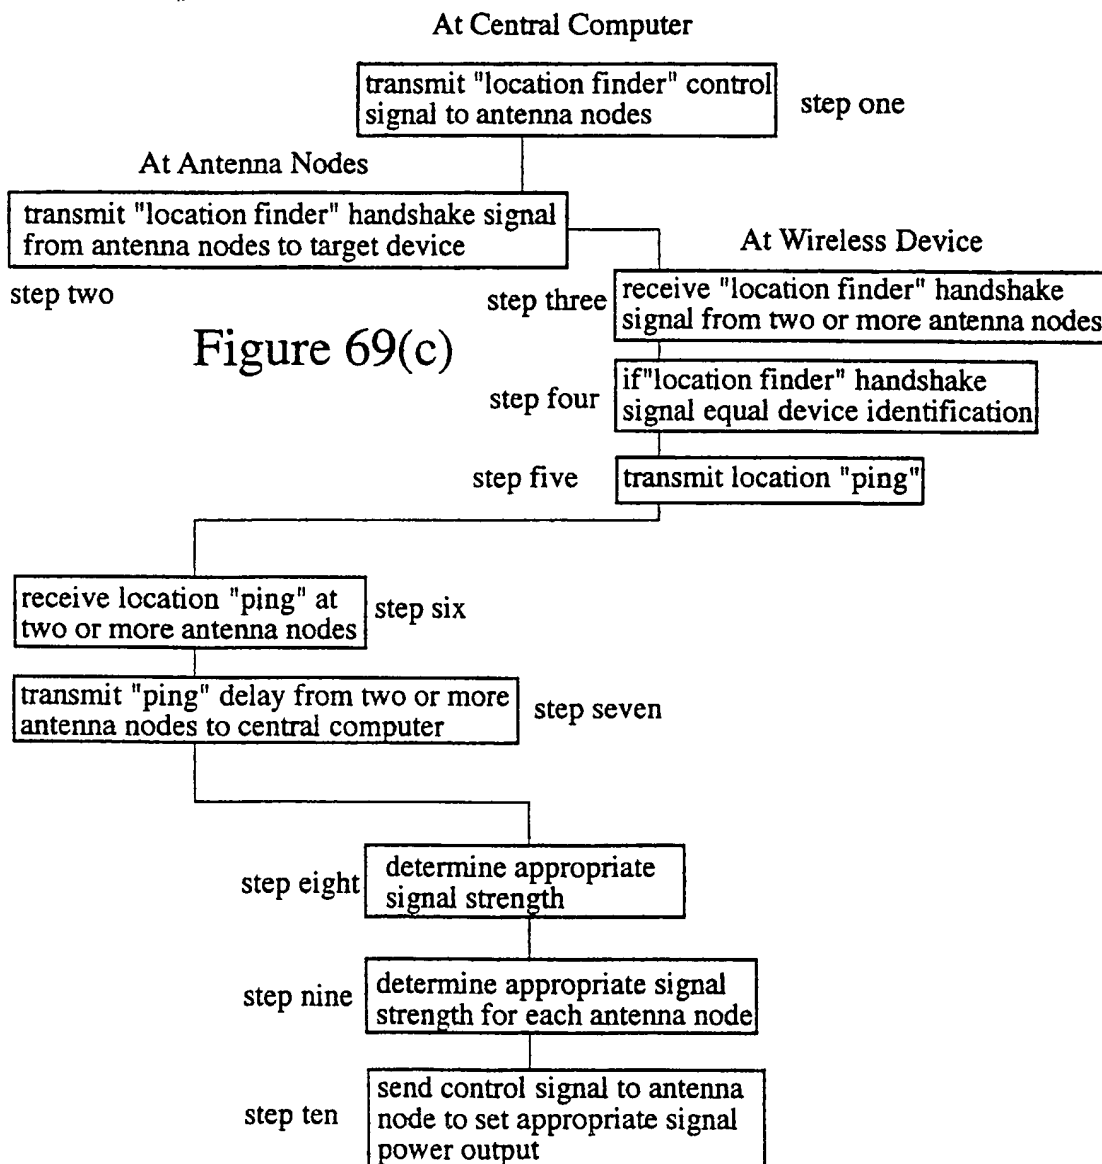 At Central Computer
transmit "location finder" control
signal to antenna nodes
step one
At Antenna Nodes
transmit "location finder" handshake signal
from antenna nodes to target device
step two
At Wireless Device
step three
receive "location finder" handshake
signal from two or more antenna nodes
Figure 69(c)
step four
if"location finder" handshake
signal equal device identification
step five
transmit location "ping"
receive location "ping" at
two or more antenna nodes
step six
transmit "ping" delay from two or more
antenna nodes to central computer
step seven
step eight
determine appropriate
signal strength
step nine
determine appropriate signal
strength for each antenna node
step ten
send control signal to antenna
node to set appropriate signal
power output